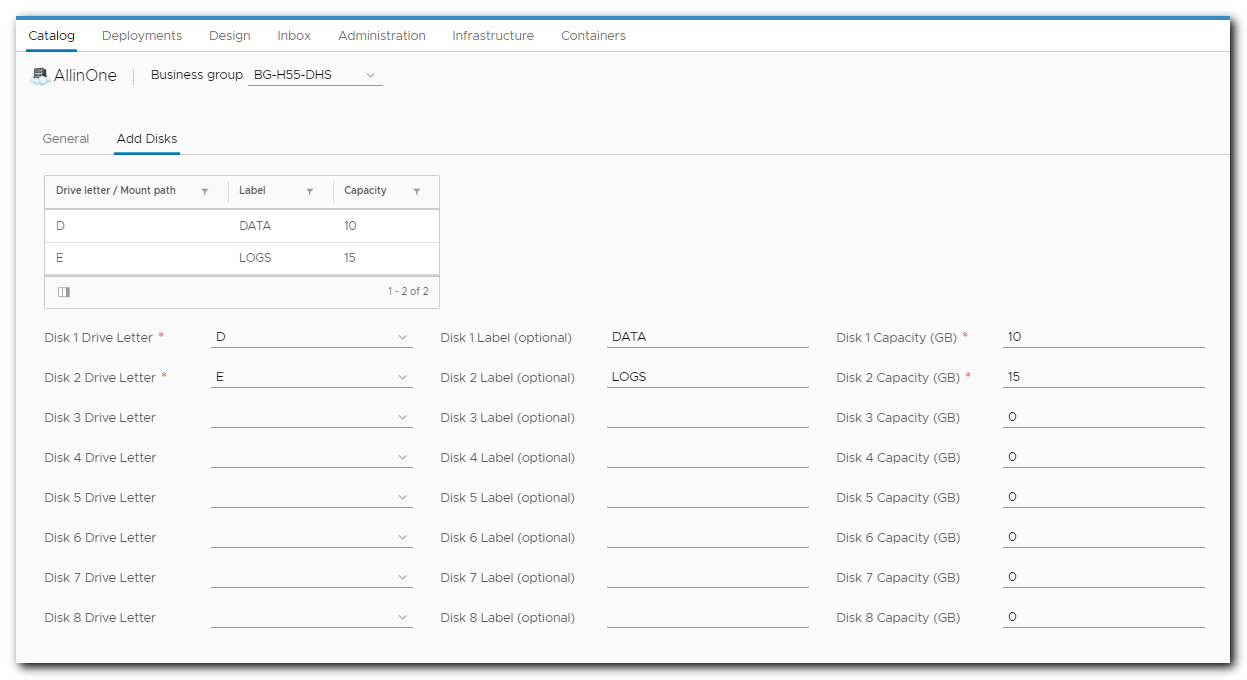 Catalog Deployments Design Inbox Administration Infrastructure Containers
AllinOne Business group BG-H55-DHS
General Add Disks
Drive letter / Mount path Label Capacity
D DATA 10
E LOGS 15
1 - 2 of 2
Disk 1 Drive Letter * D Disk 1 Label (optional) DATA Disk 1 Capacity (GB) * 10
Disk 2 Drive Letter * E Disk 2 Label (optional) LOGS Disk 2 Capacity (GB) * 15
Disk 3 Drive Letter Disk 3 Label (optional) Disk 3 Capacity (GB) 0
Disk 4 Drive Letter Disk 4 Label (optional) Disk 4 Capacity (GB) 0
Disk 5 Drive Letter Disk 5 Label (optional) Disk 5 Capacity (GB) 0
Disk 6 Drive Letter Disk 6 Label (optional) Disk 6 Capacity (GB) 0
Disk 7 Drive Letter Disk 7 Label (optional) Disk 7 Capacity (GB) 0
Disk 8 Drive Letter Disk 8 Label (optional) Disk 8 Capacity (GB) 0